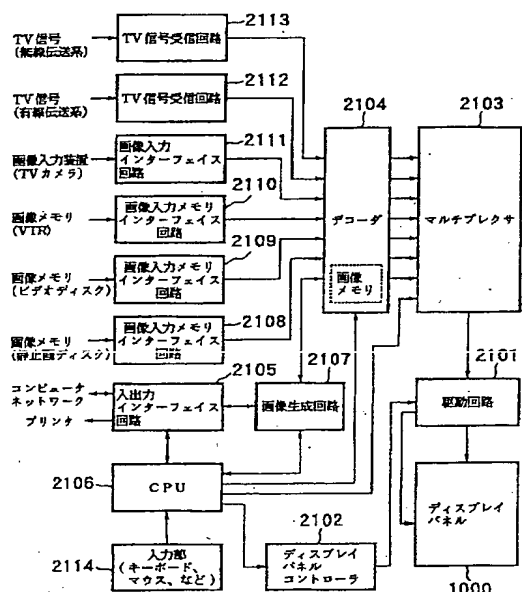 2113
TV信号
(無線伝送系)
TV信号受信回路
2112
TV信号
(有線伝送系)
TV信号受信回路
2111
画像入力装置
(TVカメラ)
画像入力
インターフェイス
回路
2110
画像メモリ
(VTR)
画像入力メモリ
インターフェイス
回路
2109
画像メモリ
(ビデオディスク)
画像入力メモリ
インターフェイス
回路
2108
画像メモリ
(静止画ディスク)
画像入力メモリ
インターフェイス
回路
2104
デコーダ
画像
メモリ
2103
マルチプレクサ
2105
コンピュータ
ネットワーク
プリンタ
入出力
インターフェイス
回路
2107
画像生成回路
2101
駆動回路
2106
CPU
2102
ディスプレイ
パネル
コントローラ
ディスプレイ
パネル
1000
2114
入力部
(キーボード、
マウス、など)